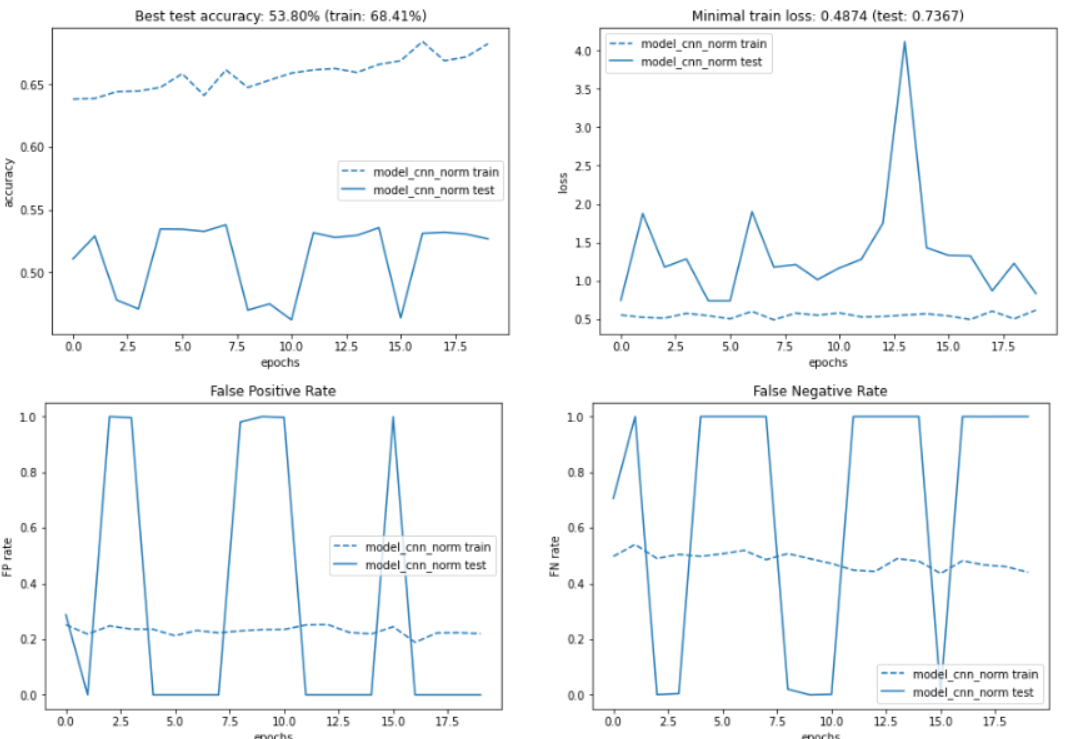 Best test accuracy: 53.80% (train: 68.41%)
accuracy
0.65
0.60
0.55
0.50
model_cnn_norm train
model_cnn_norm test
0.0 2.5 5.0 7.5 10.0 12.5 15.0 17.5
epochs
Minimal train loss: 0.4874 (test: 0.7367)
model_cnn_norm train
model_cnn_norm test
loss
4.0
3.5
3.0
2.5
2.0
1.5
1.0
0.5
0.0 2.5 5.0 7.5 10.0 12.5 15.0 17.5
epochs
False Positive Rate
FP rate
1.0
0.8
0.6
0.4
0.2
0.0
model_cnn_norm train
model_cnn_norm test
0.0 2.5 5.0 7.5 10.0 12.5 15.0 17.5
epochs
False Negative Rate
FN rate
1.0
0.8
0.6
0.4
0.2
0.0
model_cnn_norm train
model_cnn_norm test
0.0 2.5 5.0 7.5 10.0 12.5 15.0 17.5
epochs